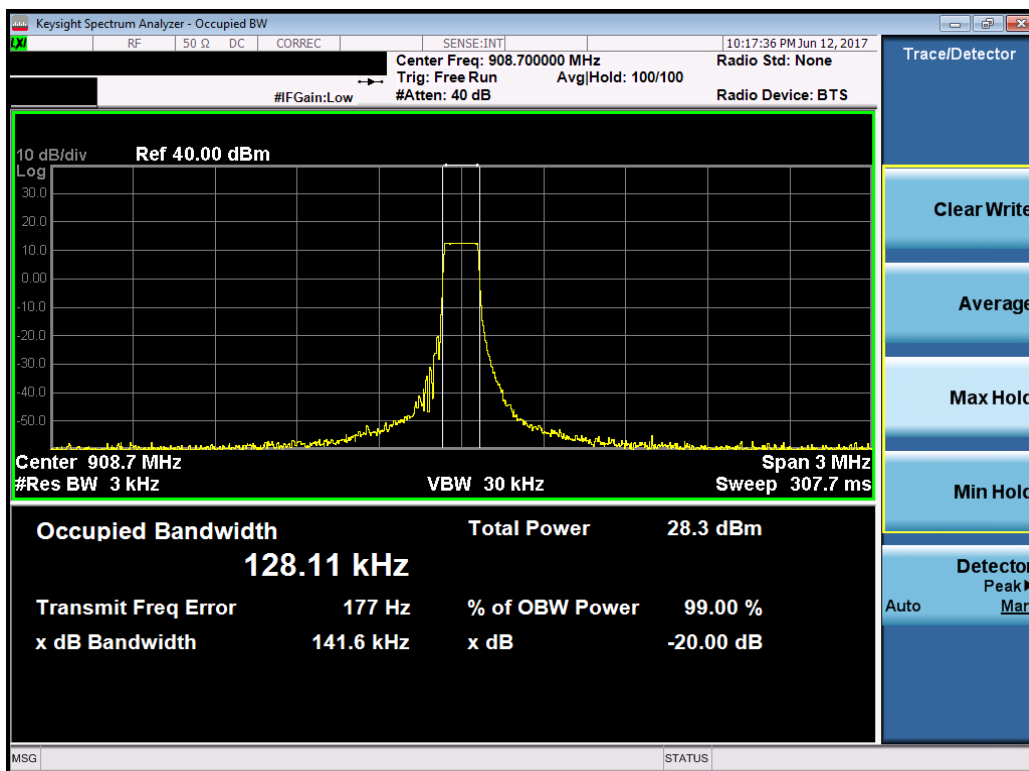 Keysight Spectrum Analyzer - Occupied BW
LXI RF 50 Ω DC CORREC SENSE:INT 10:17:36 PM Jun 12, 2017
Center Freq: 908.700000 MHz Radio Std: None
Trig: Free Run Avg|Hold: 100/100
#IFGain:Low #Atten: 40 dB Radio Device: BTS
10 dB/div Ref 40.00 dBm
Log
30.0
20.0
10.0
0.00
-10.0
-20.0
-30.0
-40.0
-50.0
Center 908.7 MHz Span 3 MHz
#Res BW 3 kHz VBW 30 kHz Sweep 307.7 ms
Occupied Bandwidth Total Power 28.3 dBm
128.11 kHz
Transmit Freq Error 177 Hz % of OBW Power 99.00 %
x dB Bandwidth 141.6 kHz x dB -20.00 dB
MSG STATUS
Trace/Detector
Clear Write
Average
Max Hold
Min Hold
Detector
Peak▶
Auto Man